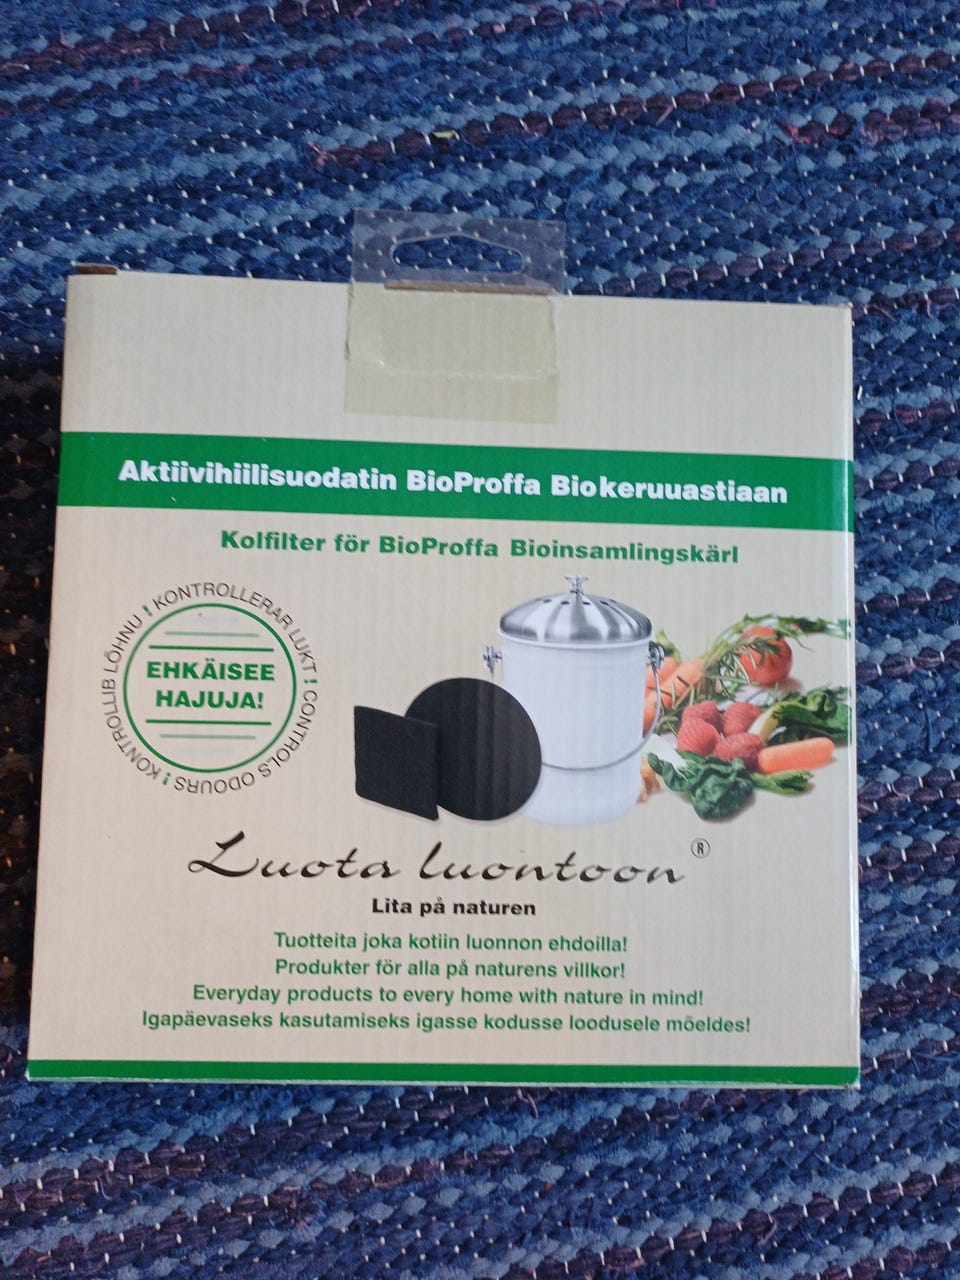 Aktiivihiilisuodatin BioProffa Biokeruuastiaan
Kolfilter för BioProffa Bioinsamlingskärl
KONTROLLERAR LUKT ! CONTROLS ODOURS ! KONTROLLIB LÕHNU !
EHKÄISEE
HAJUJA!
Luota luontoon ®
Lita på naturen
Tuotteita joka kotiin luonnon ehdoilla!
Produkter för alla på naturens villkor!
Everyday products to every home with nature in mind!
Igapäevaseks kasutamiseks igasse kodusse loodusele mõeldes!